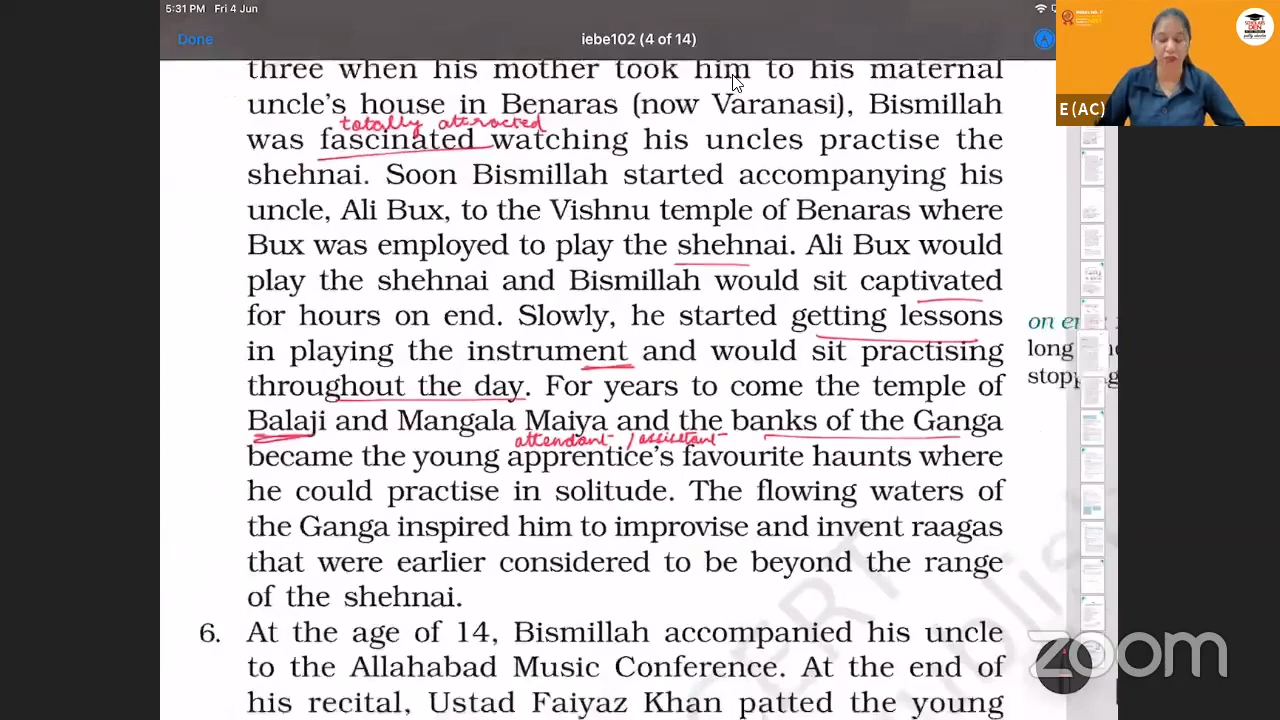 5:31 PM Fri 4 Jun
Done
iebe102 (4 of 14)
E (AC)
three when his mother took him to his maternal
uncle's house in Benaras (now Varanasi), Bismillah
totally attracted
was fascinated watching his uncles practise the
shehnai. Soon Bismillah started accompanying his
uncle, Ali Bux, to the Vishnu temple of Benaras where
Bux was employed to play the shehnai. Ali Bux would
play the shehnai and Bismillah would sit captivated
for hours on end. Slowly, he started getting lessons
on en
in playing the instrument and would sit practising
long
throughout the day. For years to come the temple of
Balaji and Mangala Maiya and the banks of the Ganga
attendant / assistant
became the young apprentice's favourite haunts where
he could practise in solitude. The flowing waters of
the Ganga inspired him to improvise and invent raagas
that were earlier considered to be beyond the range
of the shehnai.
6. At the age of 14, Bismillah accompanied his uncle
to the Allahabad Music Conference. At the end of
his recital, Ustad Faiyaz Khan patted the young
zoom